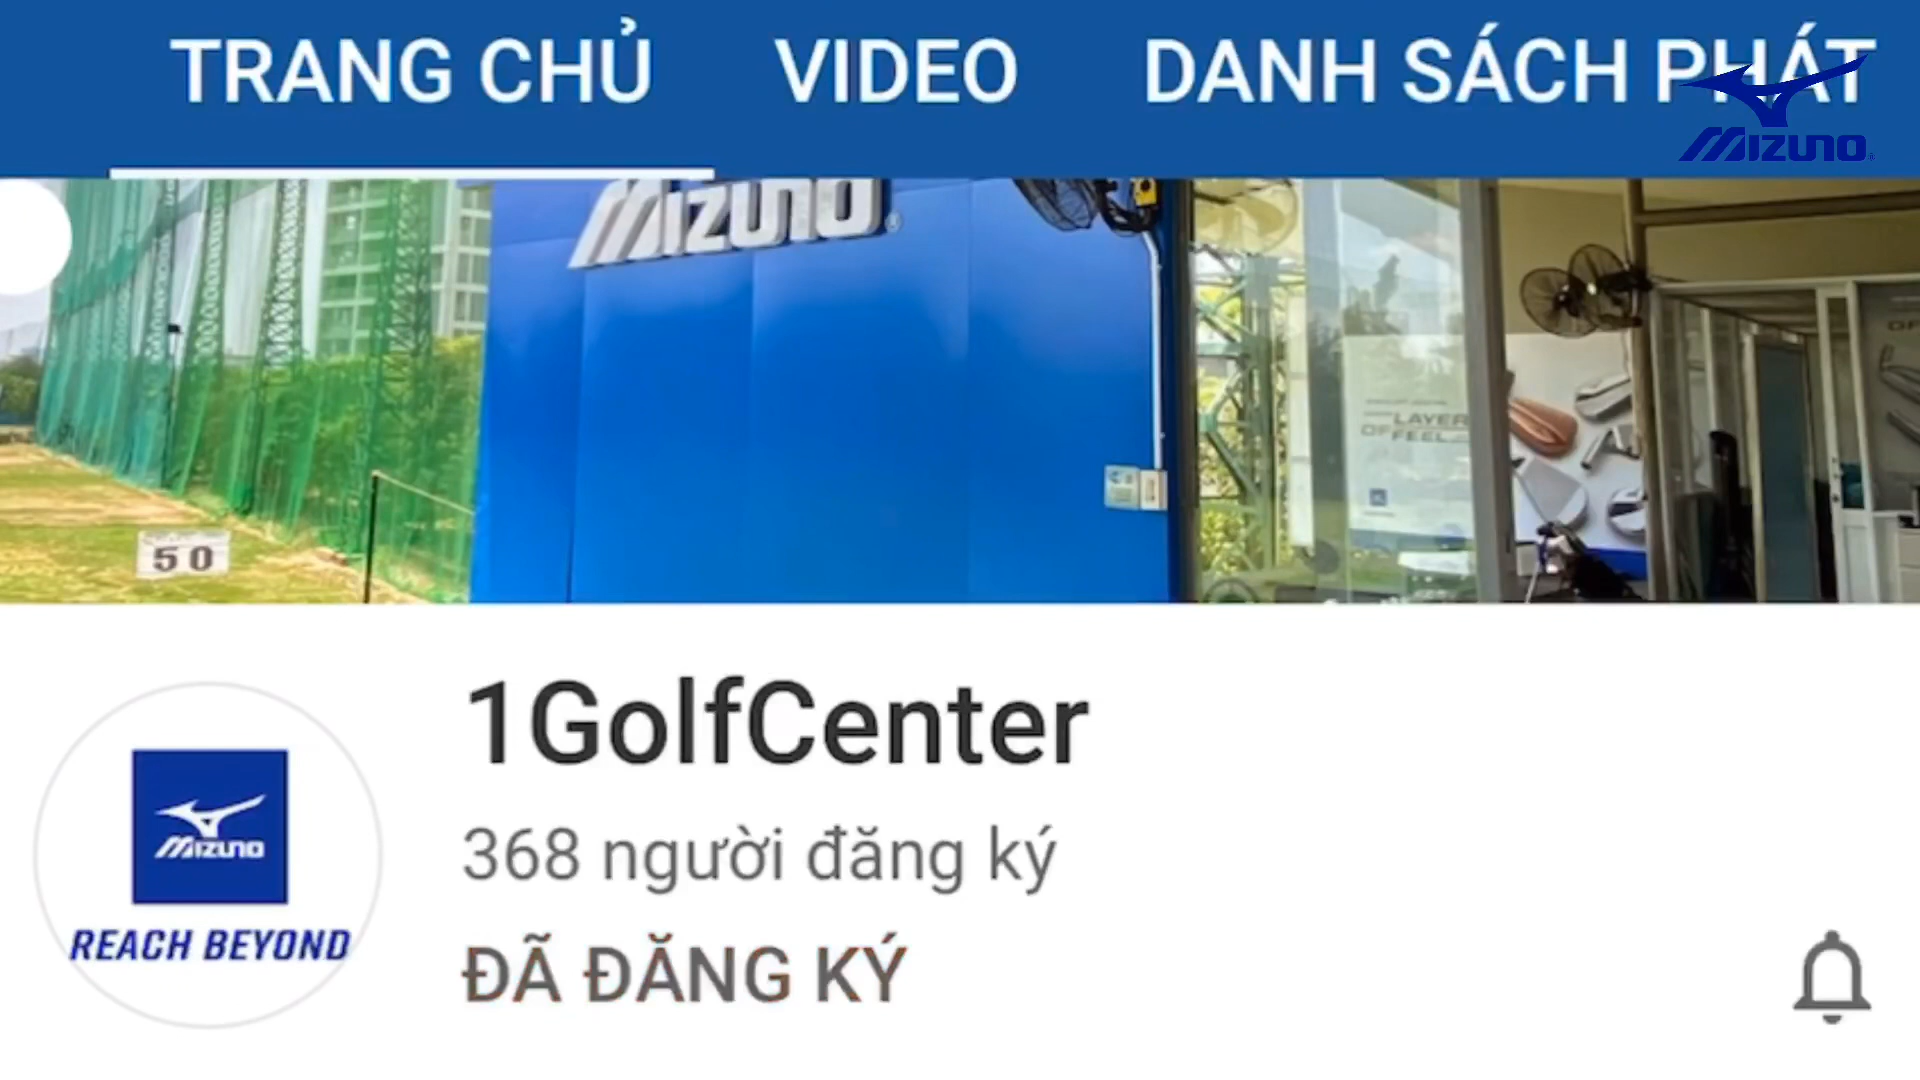 TRANG CHỦ VIDEO DANH SÁCH PHÁT
MIZUNO
MIZUNO
LAYER
OF FEEL
50
1GolfCenter
368 người đăng ký
MIZUNO
REACH BEYOND
ĐÃ ĐĂNG KÝ